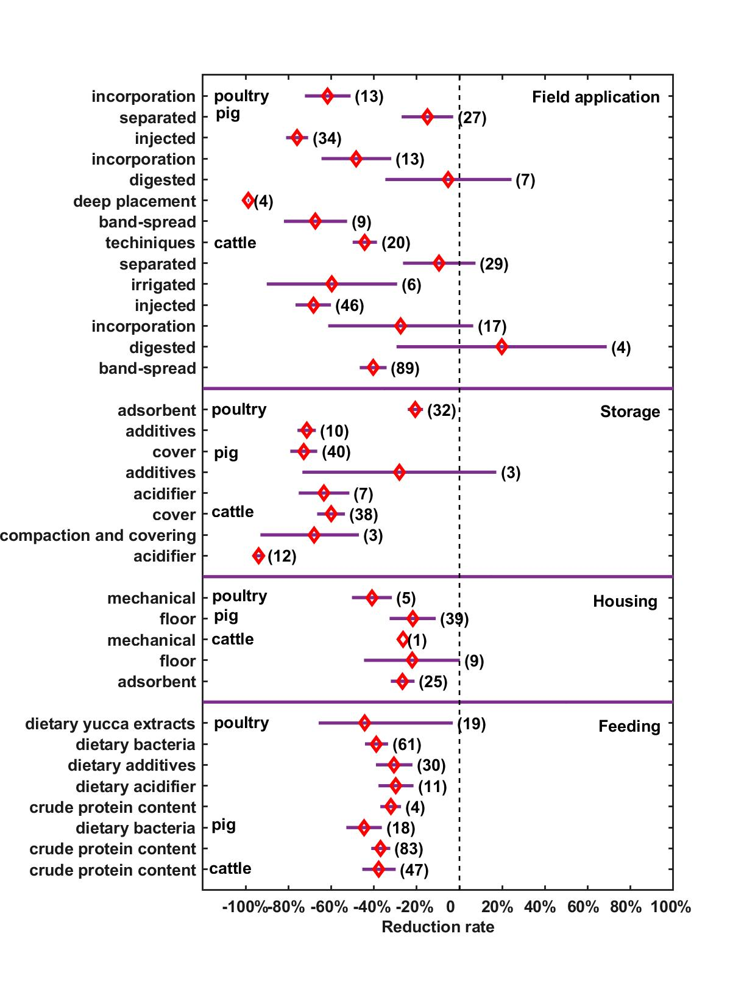 incorporation poultry (13) Field application
separated pig (27)
injected (34)
incorporation (13)
digested (7)
deep placement (4)
band-spread (9)
techiniques cattle (20)
separated (29)
irrigated (6)
injected (46)
incorporation (17)
digested (4)
band-spread (89)
adsorbent poultry (32) Storage
additives (10)
cover pig (40)
additives (3)
acidifier (7)
cover cattle (38)
compaction and covering (3)
acidifier (12)
mechanical poultry (5) Housing
floor pig (39)
mechanical cattle (1)
floor (9)
adsorbent (25)
dietary yucca extracts poultry (19) Feeding
dietary bacteria (61)
dietary additives (30)
dietary acidifier (11)
crude protein content (4)
dietary bacteria pig (18)
crude protein content (83)
crude protein content cattle (47)
-100% -80% -60% -40% -20% 0 20% 40% 60% 80% 100%
Reduction rate